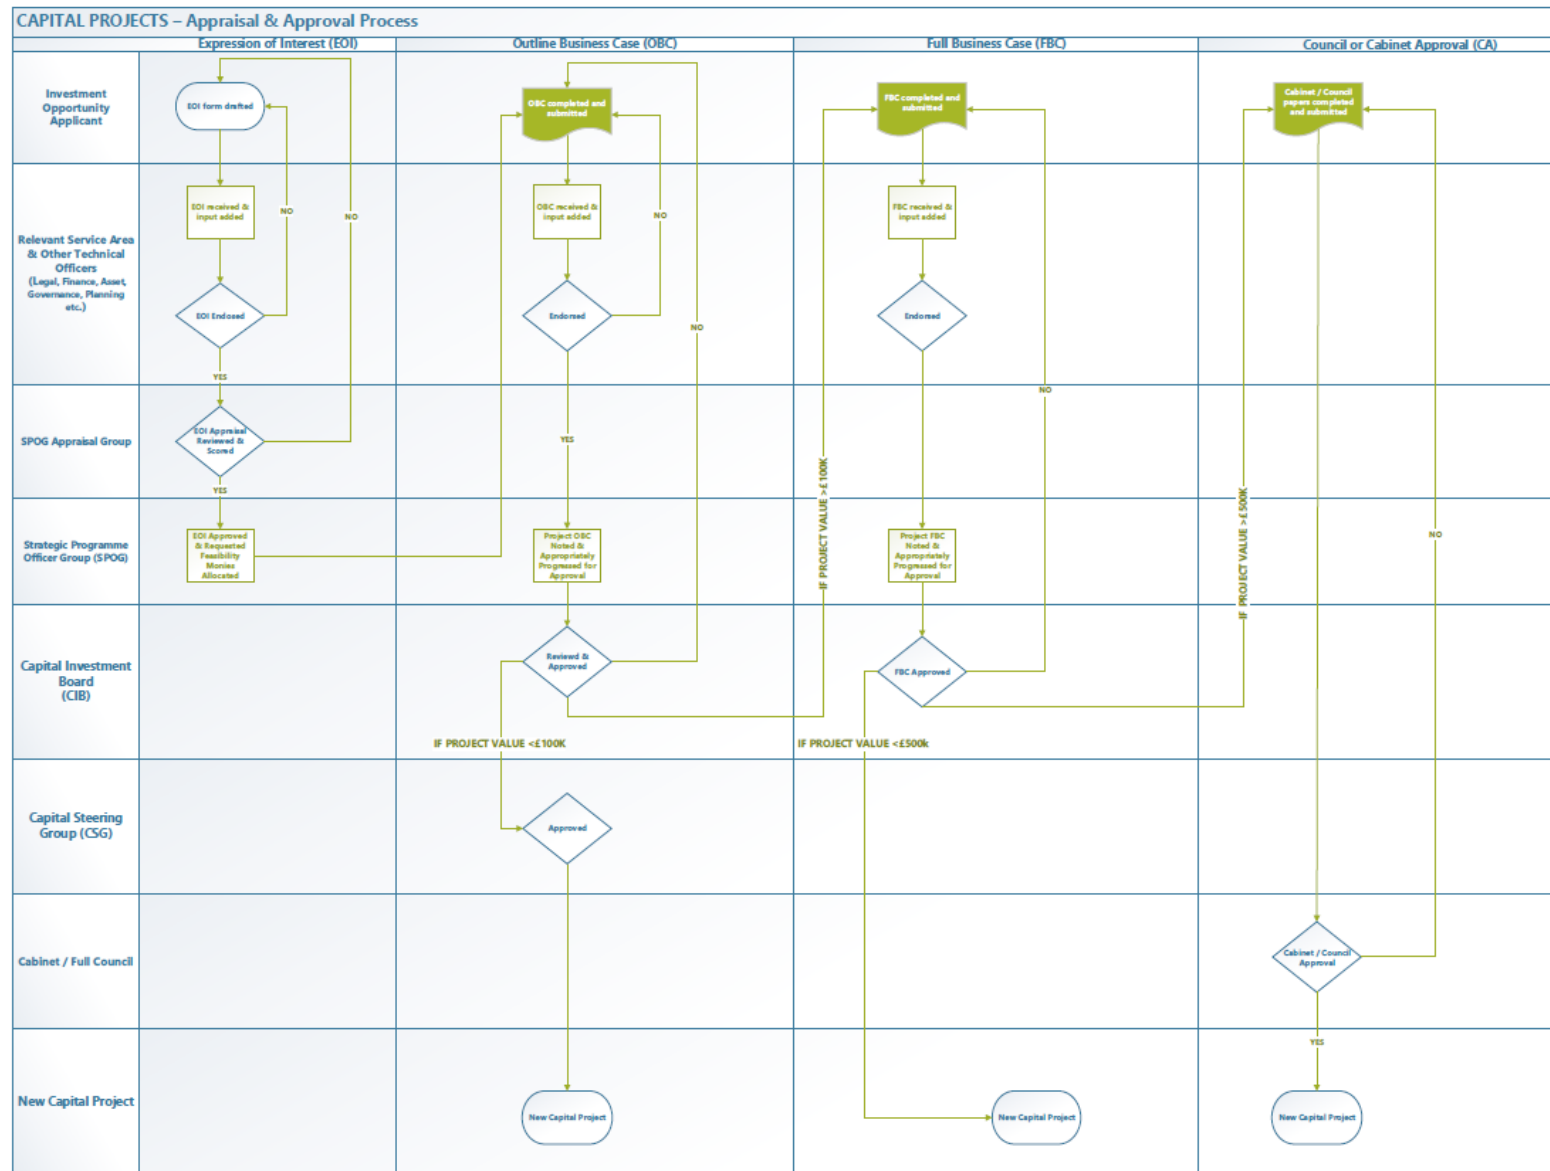 CAPITAL PROJECTS – Appraisal & Approval Process
Expression of Interest (EOI)
Outline Business Case (OBC)
Full Business Case (FBC)
Council or Cabinet Approval (CA)
Investment
Opportunity
Applicant
EOI form drafted
OBC completed and
submitted
FBC completed and
submitted
Cabinet / Council
papers completed
and submitted
Relevant Service Area
& Other Technical
Officers
(Legal, Finance, Asset,
Governance, Planning
etc.)
EOI received &
input added
NO
NO
OBC received &
input added
NO
FBC received &
input added
EOI Endosed
Endorsed
NO
Endorsed
YES
NO
SPOG Appraisal Group
EOI Appraisal
Reviewed &
Scored
YES
YES
IF PROJECT VALUE >£100K
IF PROJECT VALUE >£500K
Strategic Programme
Officer Group (SPOG)
EOI Approved
& Requested
Feasibility
Monies
Allocated
Project OBC
Noted &
Appropriately
Progressed for
Approval
Project FBC
Noted &
Appropriately
Progressed for
Approval
NO
Capital Investment
Board
(CIB)
Reviewd &
Approved
FBC Approved
IF PROJECT VALUE <£100K
IF PROJECT VALUE <£500k
Capital Steering
Group (CSG)
Approved
Cabinet / Full Council
Cabinet / Council
Approval
YES
New Capital Project
New Capital Project
New Capital Project
New Capital Project